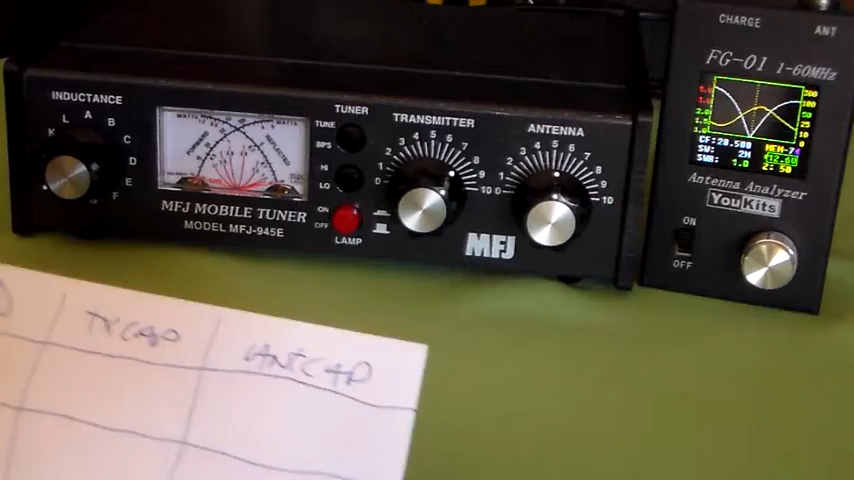 INDUCTANCE
K L A B C D E F
WATTS
FORWARD
REFLECTED
MFJ MOBILE TUNER
MODEL MFJ-945E
TUNER
TUNE
BPS
HI
LO
ON
OFF
LAMP
TRANSMITTER
0 1 2 3 4 5 6 7 8 9 10
ANTENNA
0 1 2 3 4 5 6 7 8 9 10
MFJ
CHARGE ANT
FG-01 1-60MHz
CF:28.500
SW: 2M
SWR: 1.0
Z: 50
Antenna Analyzer
YouKits
ON
OFF
TXCAP ANTCAP